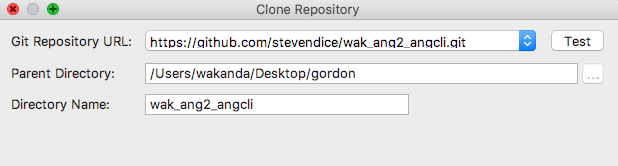 Clone Repository
Git Repository URL: https://github.com/stevendice/wak_ang2_angcli.git Test
Parent Directory: /Users/wakanda/Desktop/gordon ...
Directory Name: wak_ang2_angcli